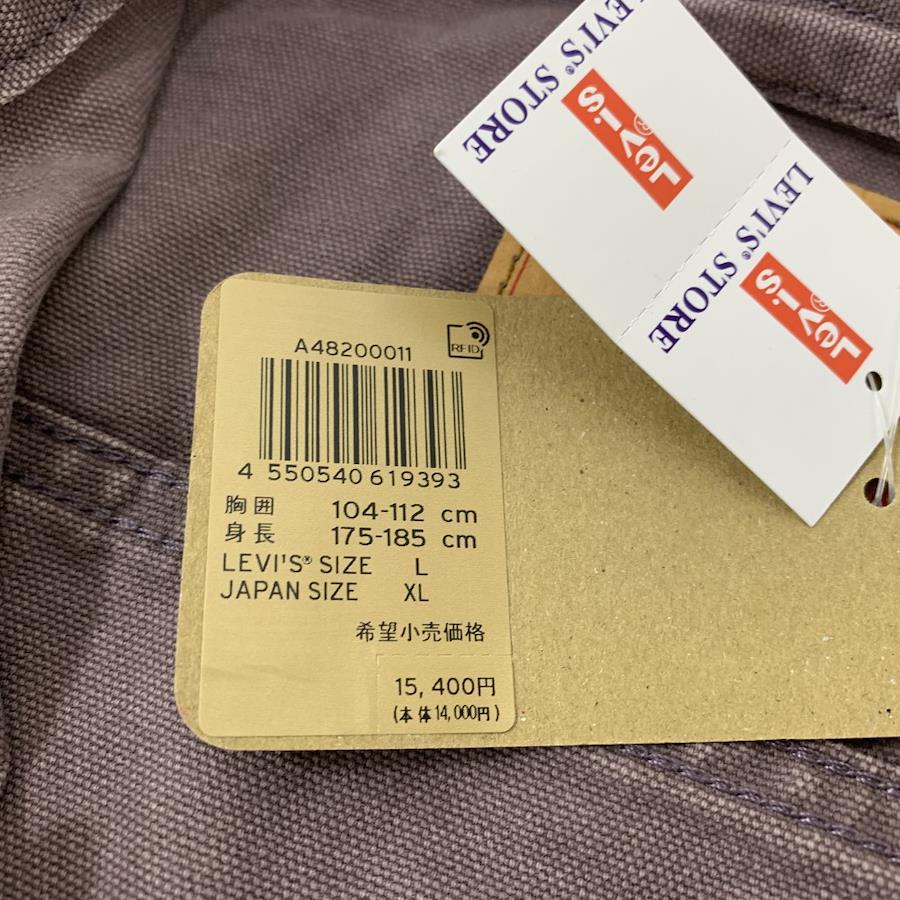 LEVI'S® STORE
Levi's®
LEVI'S® STORE
Levi's®
A48200011
RFID
4 550540 619393
胸囲 104-112 cm
身長 175-185 cm
LEVI'S® SIZE L
JAPAN SIZE XL
希望小売価格
15,400円
(本体14,000円)